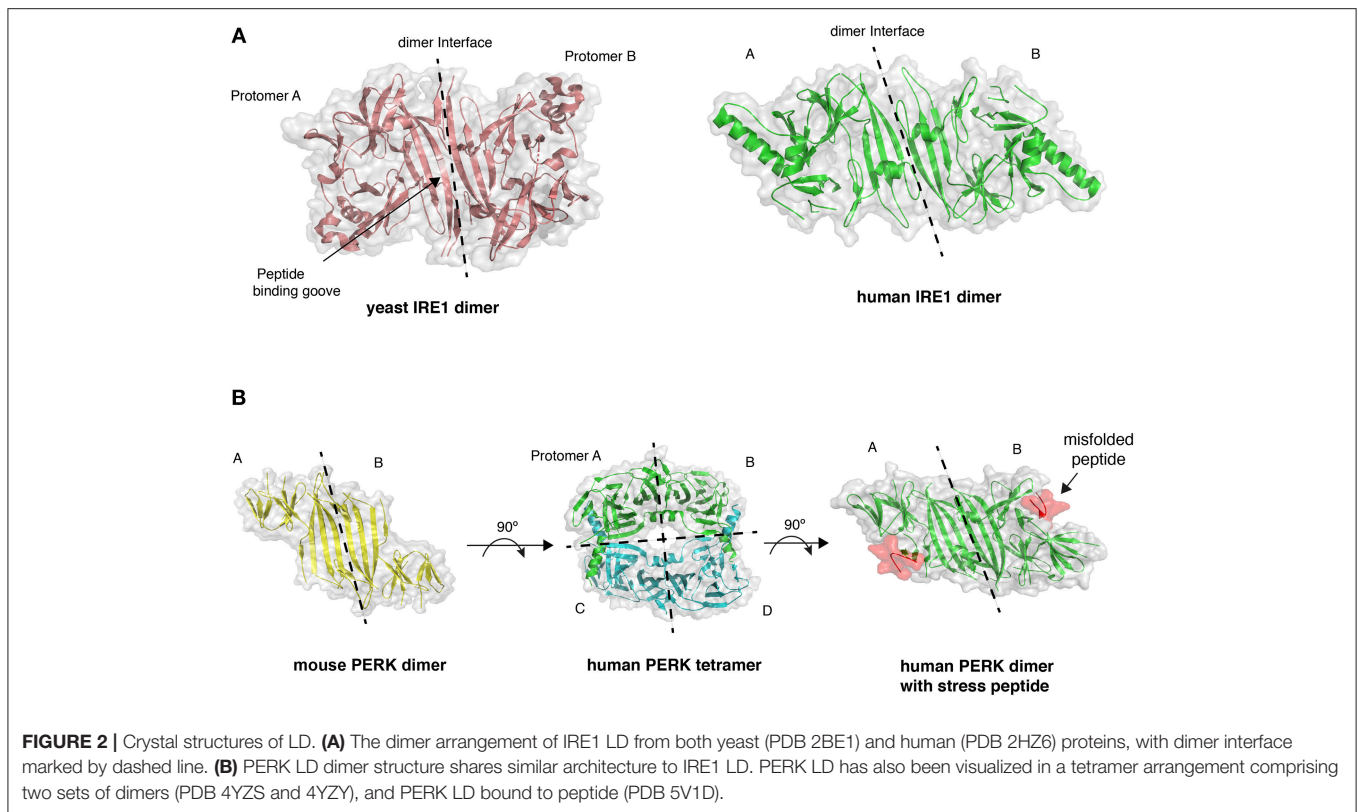 A
dimer Interface
Protomer B
Protomer A
Peptide
binding goove
yeast IRE1 dimer
dimer Interface
A
B
human IRE1 dimer
B
A
B
mouse PERK dimer
90º
Protomer A
B
C
D
human PERK tetramer
90º
A
B
misfolded
peptide
human PERK dimer
with stress peptide
FIGURE 2 | Crystal structures of LD. (A) The dimer arrangement of IRE1 LD from both yeast (PDB 2BE1) and human (PDB 2HZ6) proteins, with dimer interface
marked by dashed line. (B) PERK LD dimer structure shares similar architecture to IRE1 LD. PERK LD has also been visualized in a tetramer arrangement comprising
two sets of dimers (PDB 4YZS and 4YZY), and PERK LD bound to peptide (PDB 5V1D).